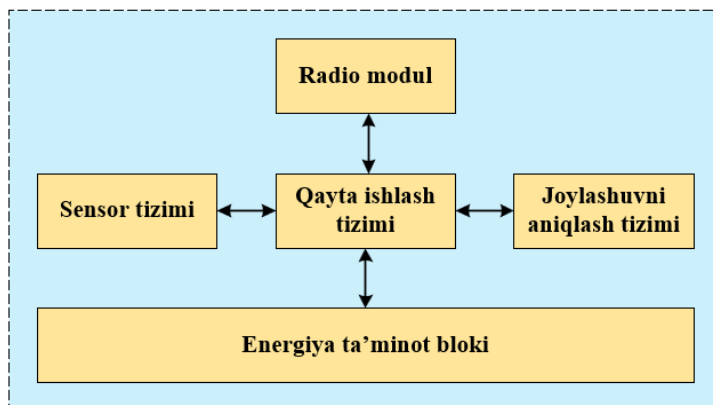 Radio modul
Sensor tizimi
Qayta ishlash
tizimi
Joylashuvni
aniqlash tizimi
Energiya ta’minot bloki